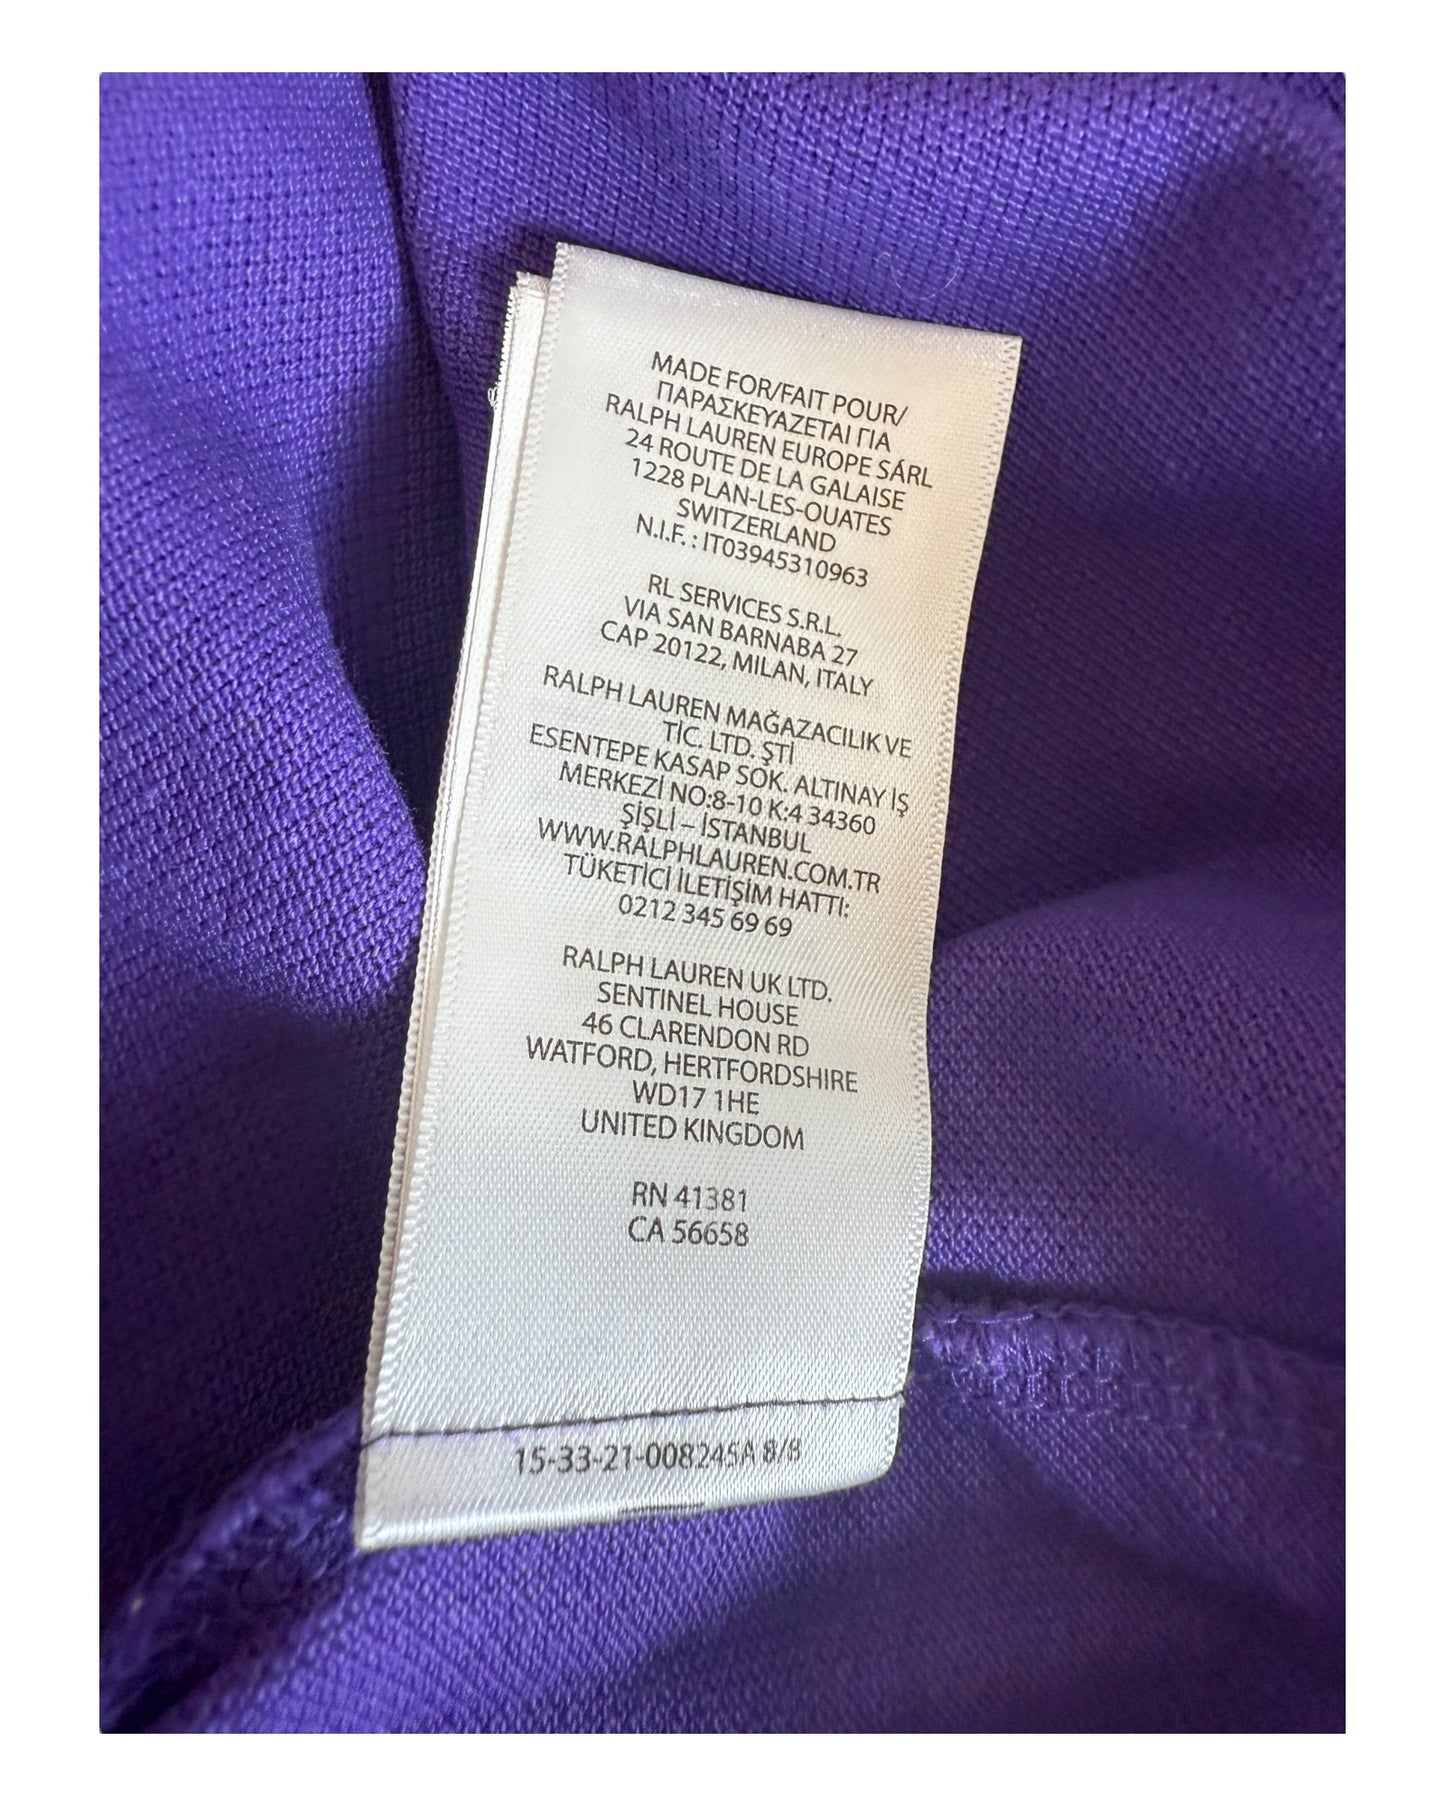 MADE FOR/FAIT POUR/
ΠΑΡΑΣΚΕΥΑΖΕΤΑΙ ΓΙΑ
RALPH LAUREN EUROPE SÁRL
24 ROUTE DE LA GALAISE
1228 PLAN-LES-OUATES
SWITZERLAND
N.I.F. : IT03945310963
RL SERVICES S.R.L.
VIA SAN BARNABA 27
CAP 20122, MILAN, ITALY
RALPH LAUREN MAĞAZACILIK VE
TİC. LTD. ŞTİ
ESENTEPE KASAP SOK. ALTINAY İŞ
MERKEZİ NO:8-10 K:4 34360
ŞİŞLİ – İSTANBUL
WWW.RALPHLAUREN.COM.TR
TÜKETİCİ İLETİŞİM HATTI:
0212 345 69 69
RALPH LAUREN UK LTD.
SENTINEL HOUSE
46 CLARENDON RD
WATFORD, HERTFORDSHIRE
WD17 1HE
UNITED KINGDOM
RN 41381
CA 56658
15-33-21-008245A 8/8